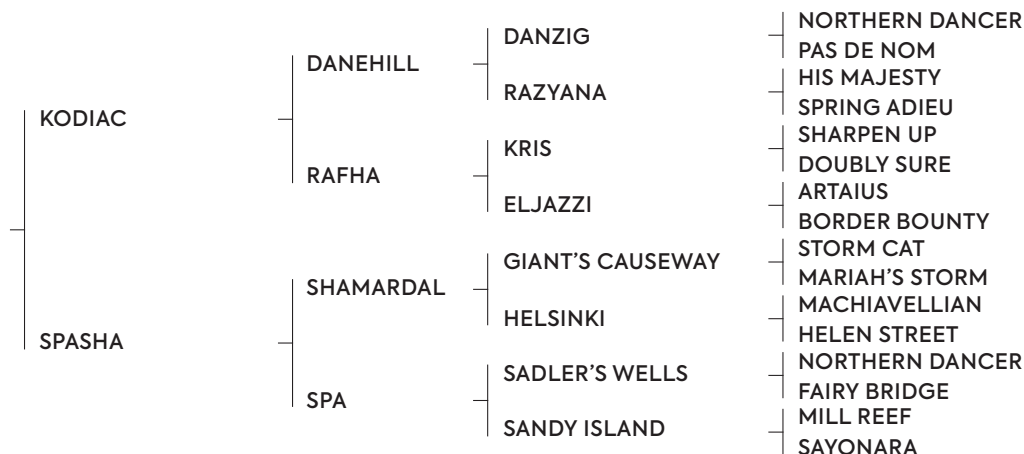 KODIAC
SPASHA
DANEHILL
RAFHA
SHAMARDAL
SPA
DANZIG
RAZYANA
KRIS
ELJAZZI
GIANT’S CAUSEWAY
HELSINKI
SADLER’S WELLS
SANDY ISLAND
NORTHERN DANCER
PAS DE NOM
HIS MAJESTY
SPRING ADIEU
SHARPEN UP
DOUBLY SURE
ARTAIUS
BORDER BOUNTY
STORM CAT
MARIAH’S STORM
MACHIAVELLIAN
HELEN STREET
NORTHERN DANCER
FAIRY BRIDGE
MILL REEF
SAYONARA